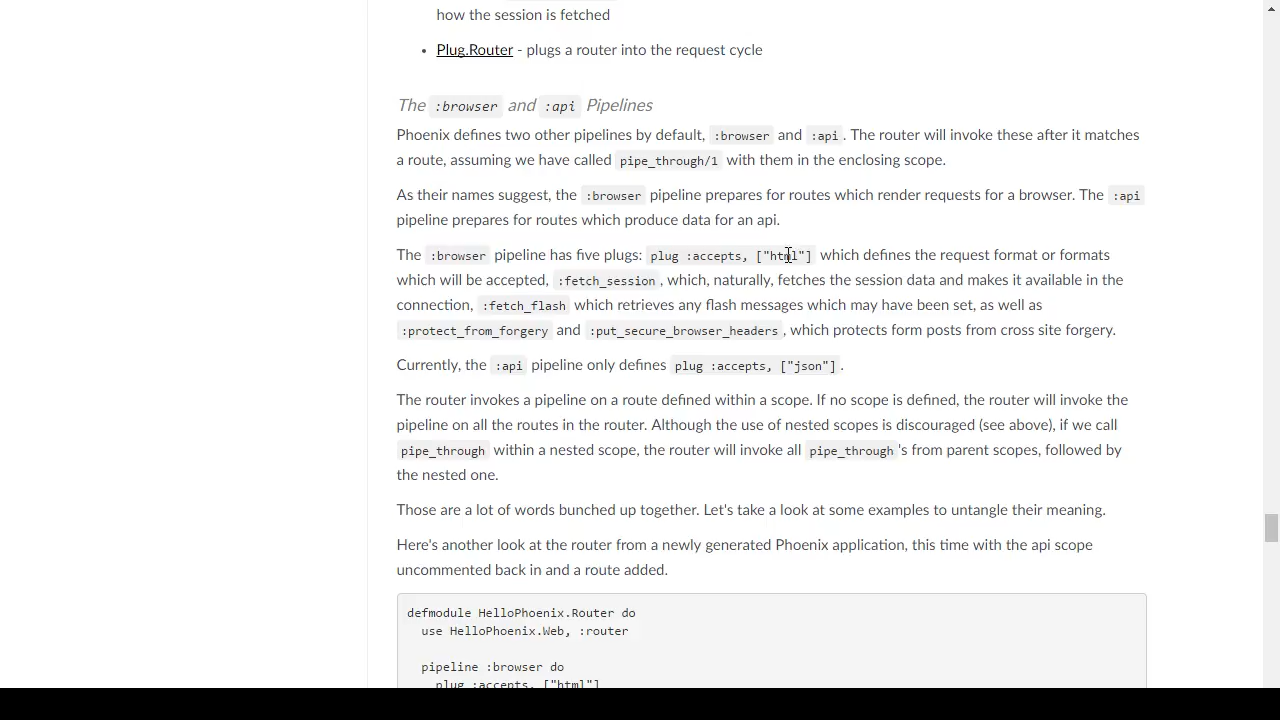 how the session is fetched
• Plug.Router - plugs a router into the request cycle
The :browser and :api Pipelines
Phoenix defines two other pipelines by default, :browser and :api. The router will invoke these after it matches
a route, assuming we have called pipe_through/1 with them in the enclosing scope.
As their names suggest, the :browser pipeline prepares for routes which render requests for a browser. The :api
pipeline prepares for routes which produce data for an api.
The :browser pipeline has five plugs: plug :accepts, ["html"] which defines the request format or formats
which will be accepted, :fetch_session, which, naturally, fetches the session data and makes it available in the
connection, :fetch_flash which retrieves any flash messages which may have been set, as well as
:protect_from_forgery and :put_secure_browser_headers, which protects form posts from cross site forgery.
Currently, the :api pipeline only defines plug :accepts, ["json"].
The router invokes a pipeline on a route defined within a scope. If no scope is defined, the router will invoke the
pipeline on all the routes in the router. Although the use of nested scopes is discouraged (see above), if we call
pipe_through within a nested scope, the router will invoke all pipe_through's from parent scopes, followed by
the nested one.
Those are a lot of words bunched up together. Let's take a look at some examples to untangle their meaning.
Here's another look at the router from a newly generated Phoenix application, this time with the api scope
uncommented back in and a route added.
defmodule HelloPhoenix.Router do
  use HelloPhoenix.Web, :router
  pipeline :browser do
    plug :accepts, ["html"]